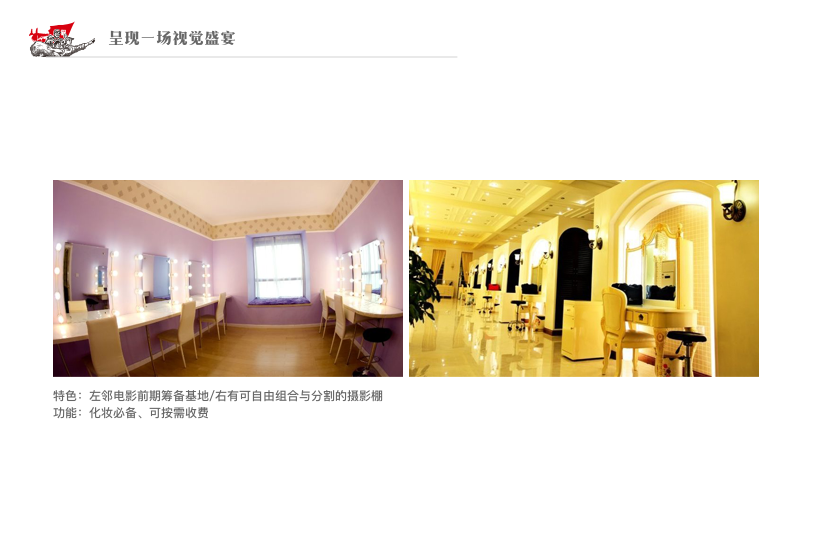 呈现一场视觉盛宴
特色：左邻电影前期筹备基地/右有可自由组合与分割的摄影棚
功能：化妆必备、可按需收费